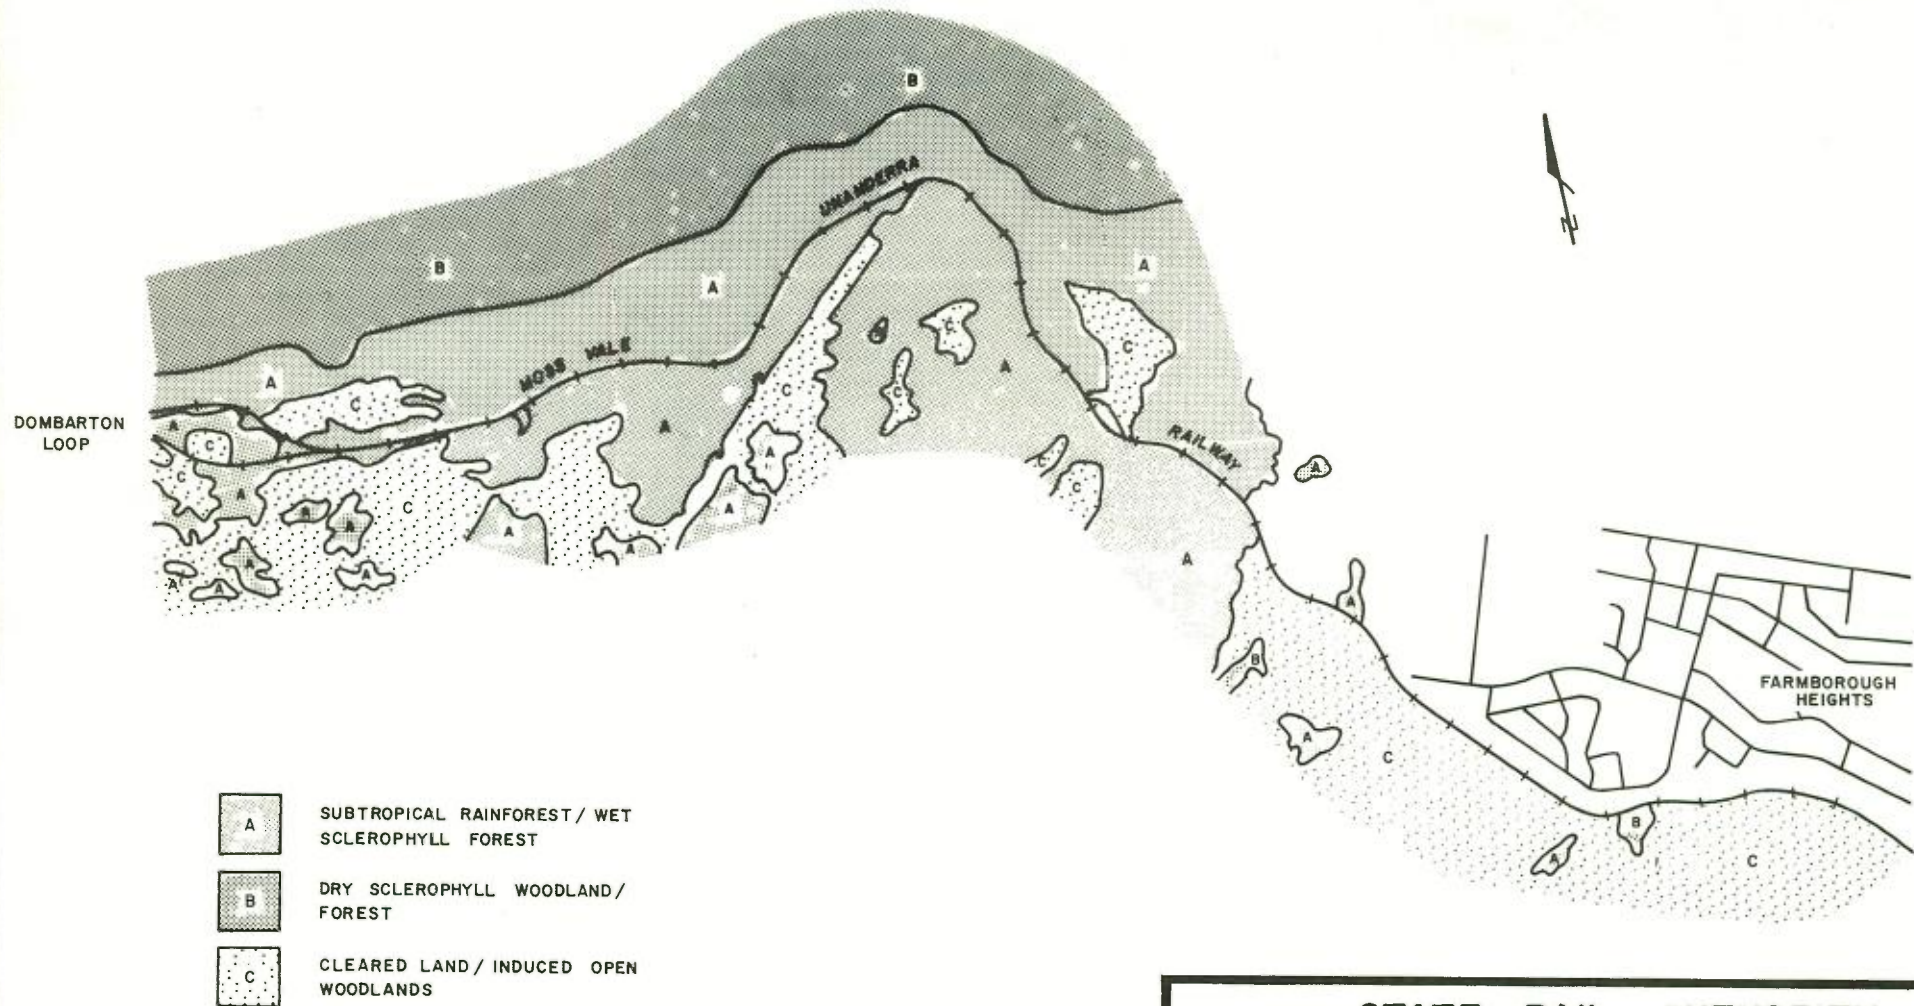 B
UNANDERRA
B
A
A
MOSS VALE
A
C
C
C
C
A
C
DOMBARTON
LOOP
A
C
A
C
A
A
RAILWAY
C
C
A
C
A
A
A
A
A
A
A
A
A
A
A
A
B
FARMBOROUGH
HEIGHTS
A
C
B
A
C
N
A
SUBTROPICAL RAINFOREST / WET
SCLEROPHYLL FOREST
B
DRY SCLEROPHYLL WOODLAND /
FOREST
C
CLEARED LAND / INDUCED OPEN
WOODLANDS